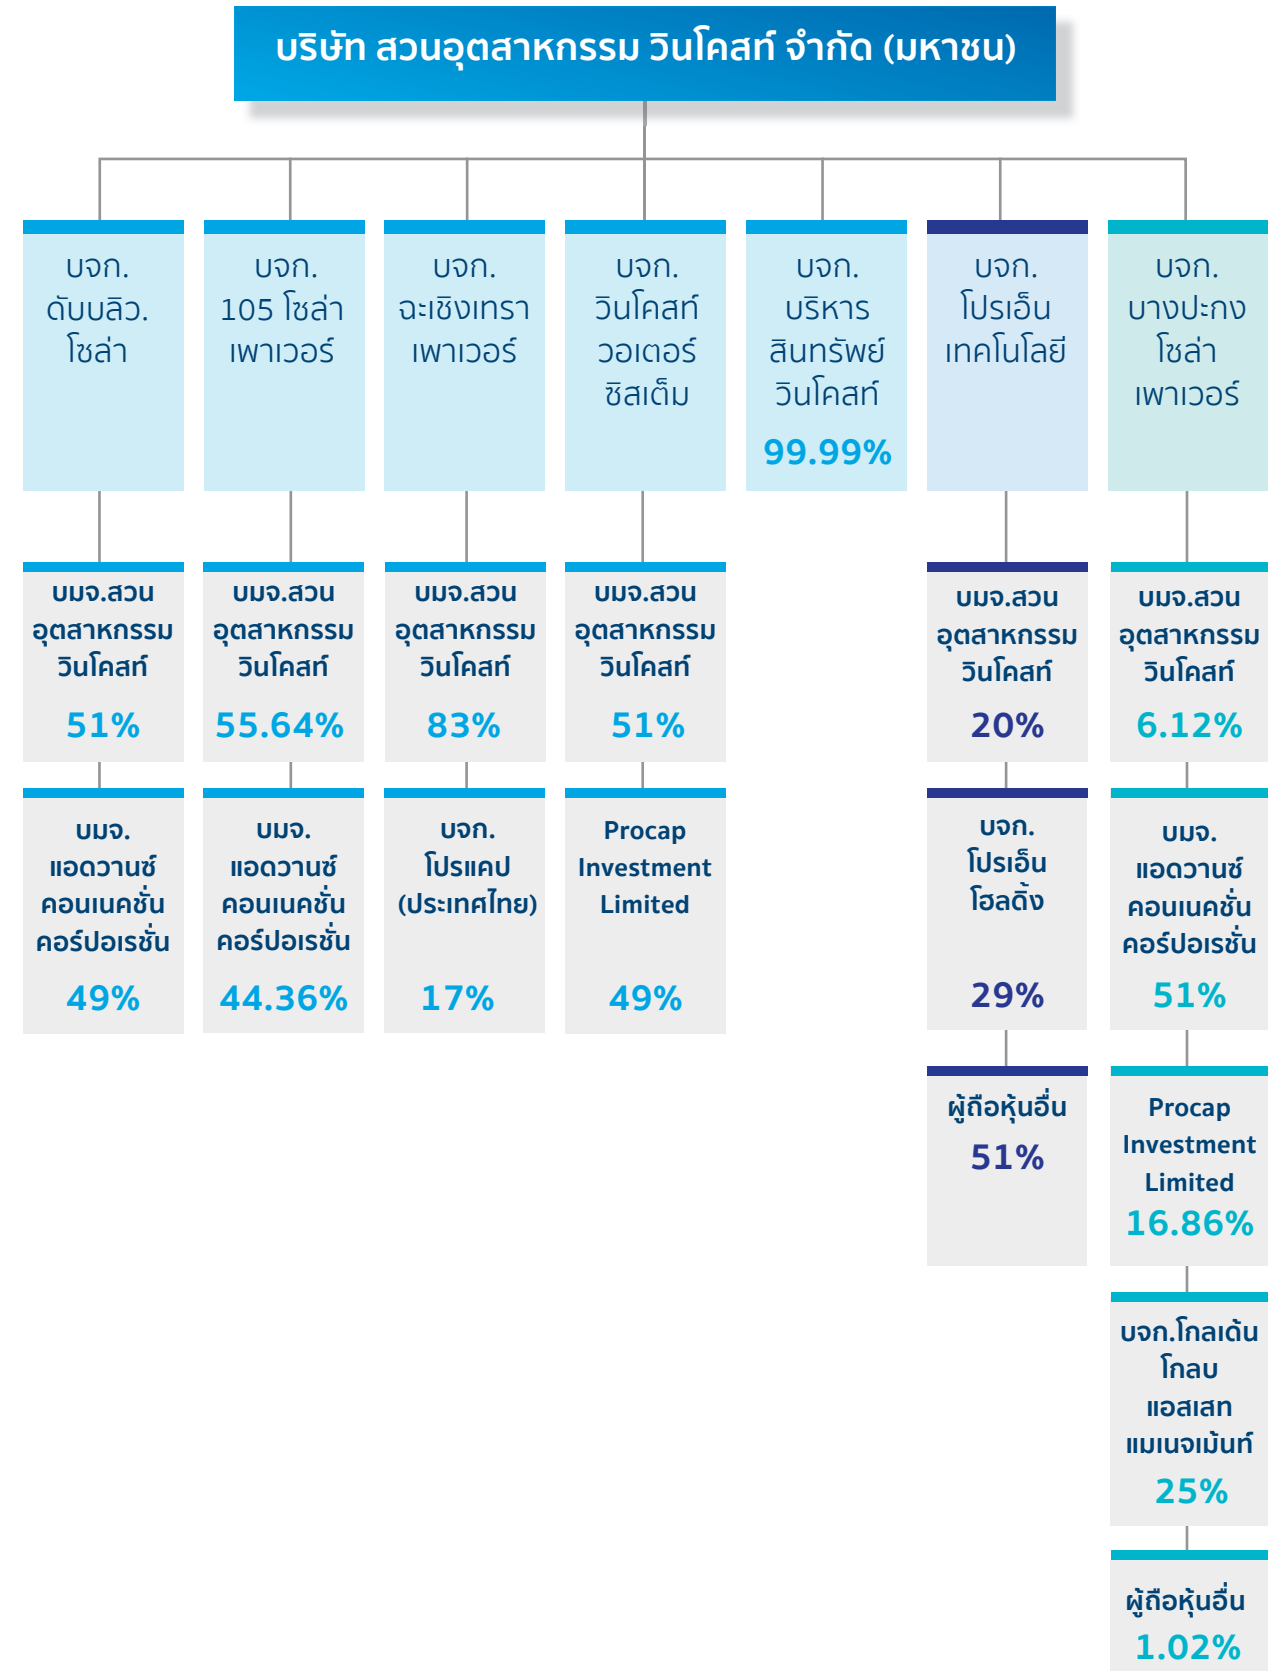 บริษัท สวนอุตสาหกรรม วินโคสท์ จำกัด (มหาชน)
บจก.
ดับบลิว.
โซล่า
บจก.
105 โซล่า
เพาเวอร์
บจก.
ฉะเชิงเทรา
เพาเวอร์
บจก.
วินโคสท์
วอเตอร์
ซิสเต็ม
บจก.
บริหาร
สินทรัพย์
วินโคสท์
99.99%
บจก.
โปรเอ็น
เทคโนโลยี
บจก.
บางปะกง
โซล่า
เพาเวอร์
บมจ.สวน
อุตสาหกรรม
วินโคสท์
51%
บมจ.สวน
อุตสาหกรรม
วินโคสท์
55.64%
บมจ.สวน
อุตสาหกรรม
วินโคสท์
83%
บมจ.สวน
อุตสาหกรรม
วินโคสท์
51%
บมจ.สวน
อุตสาหกรรม
วินโคสท์
20%
บมจ.สวน
อุตสาหกรรม
วินโคสท์
6.12%
บมจ.
แอดวานซ์
คอนเนคชั่น
คอร์ปอเรชั่น
49%
บมจ.
แอดวานซ์
คอนเนคชั่น
คอร์ปอเรชั่น
44.36%
บจก.
โปรแคป
(ประเทศไทย)
17%
Procap
Investment
Limited
49%
บจก.
โปรเอ็น
โฮลดิ้ง
29%
บมจ.
แอดวานซ์
คอนเนคชั่น
คอร์ปอเรชั่น
51%
ผู้ถือหุ้นอื่น
51%
Procap
Investment
Limited
16.86%
บจก.โกลเด้น
โกลบ
แอสเสท
แมเนจเม้นท์
25%
ผู้ถือหุ้นอื่น
1.02%